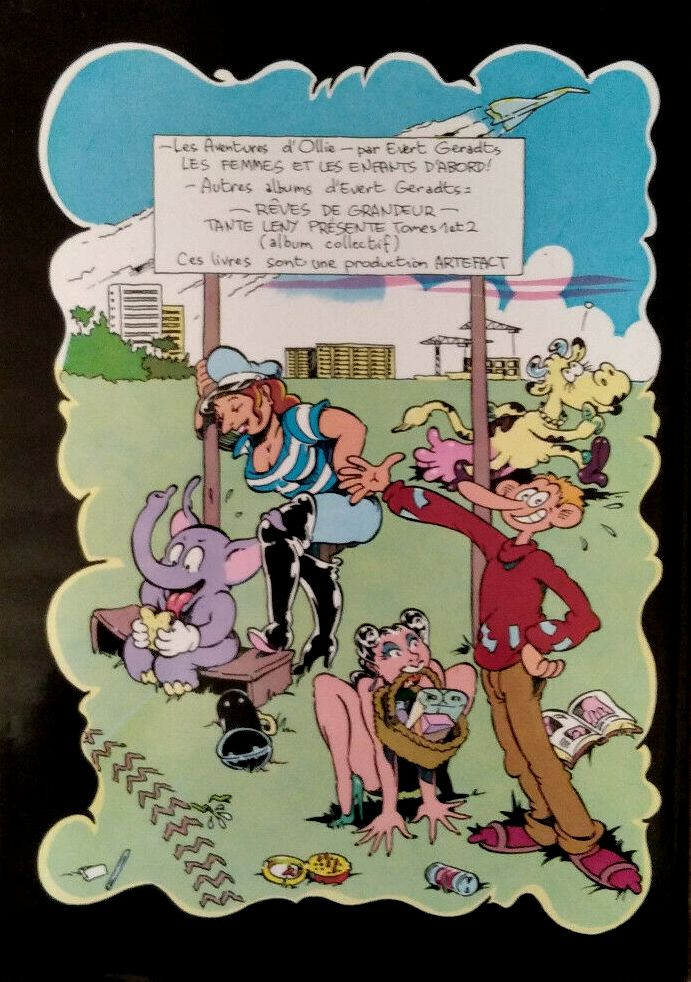 -Les Aventures d'Ollie - par Evert Geradts
LES FEMMES ET LES ENFANTS D'ABORD!
- Autres albums d'Evert Geradts =
- RÊVES DE GRANDEUR -
TANTE LENY PRÉSENTE Tomes 1 et 2
(album collectif)
Ces livres sont une production ARTEFACT